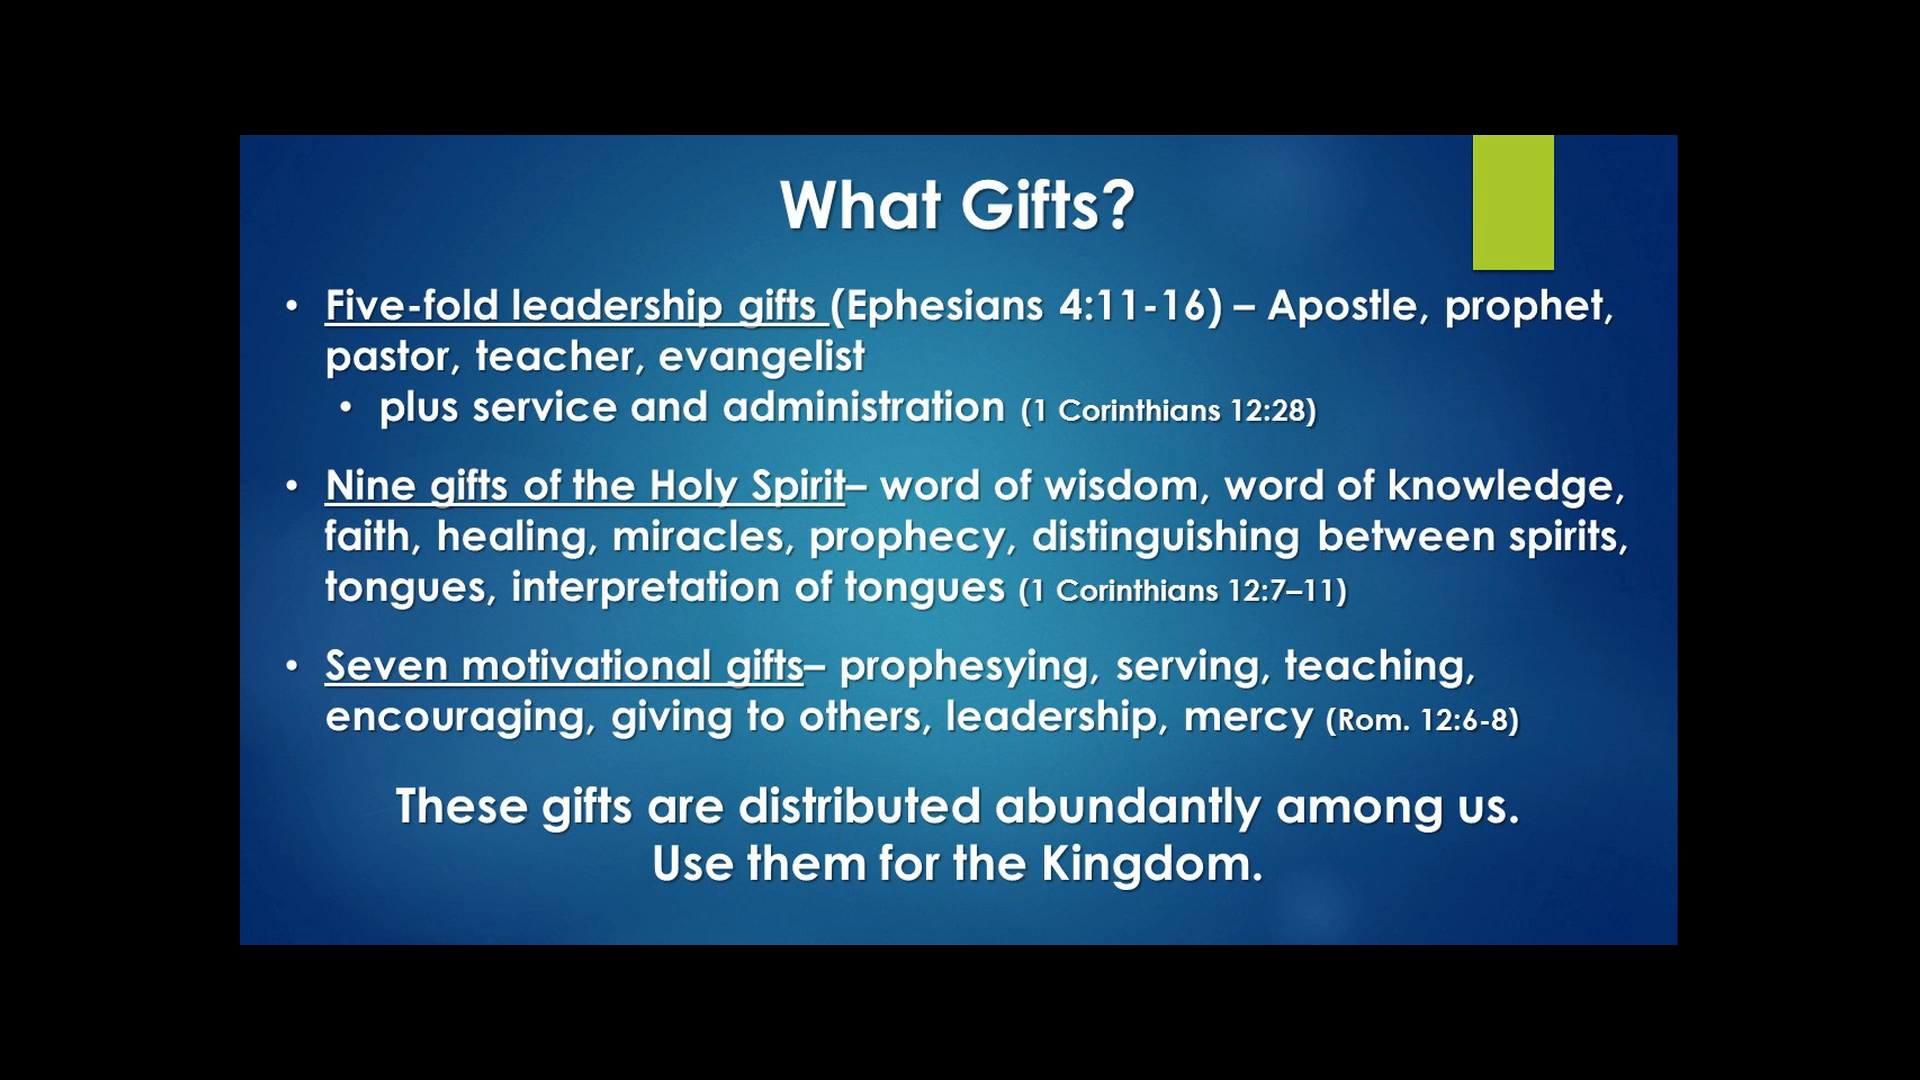 What Gifts?
• Five-fold leadership gifts (Ephesians 4:11-16) – Apostle, prophet,
pastor, teacher, evangelist
• plus service and administration (1 Corinthians 12:28)
• Nine gifts of the Holy Spirit– word of wisdom, word of knowledge,
faith, healing, miracles, prophecy, distinguishing between spirits,
tongues, interpretation of tongues (1 Corinthians 12:7–11)
• Seven motivational gifts– prophesying, serving, teaching,
encouraging, giving to others, leadership, mercy (Rom. 12:6-8)
These gifts are distributed abundantly among us.
Use them for the Kingdom.